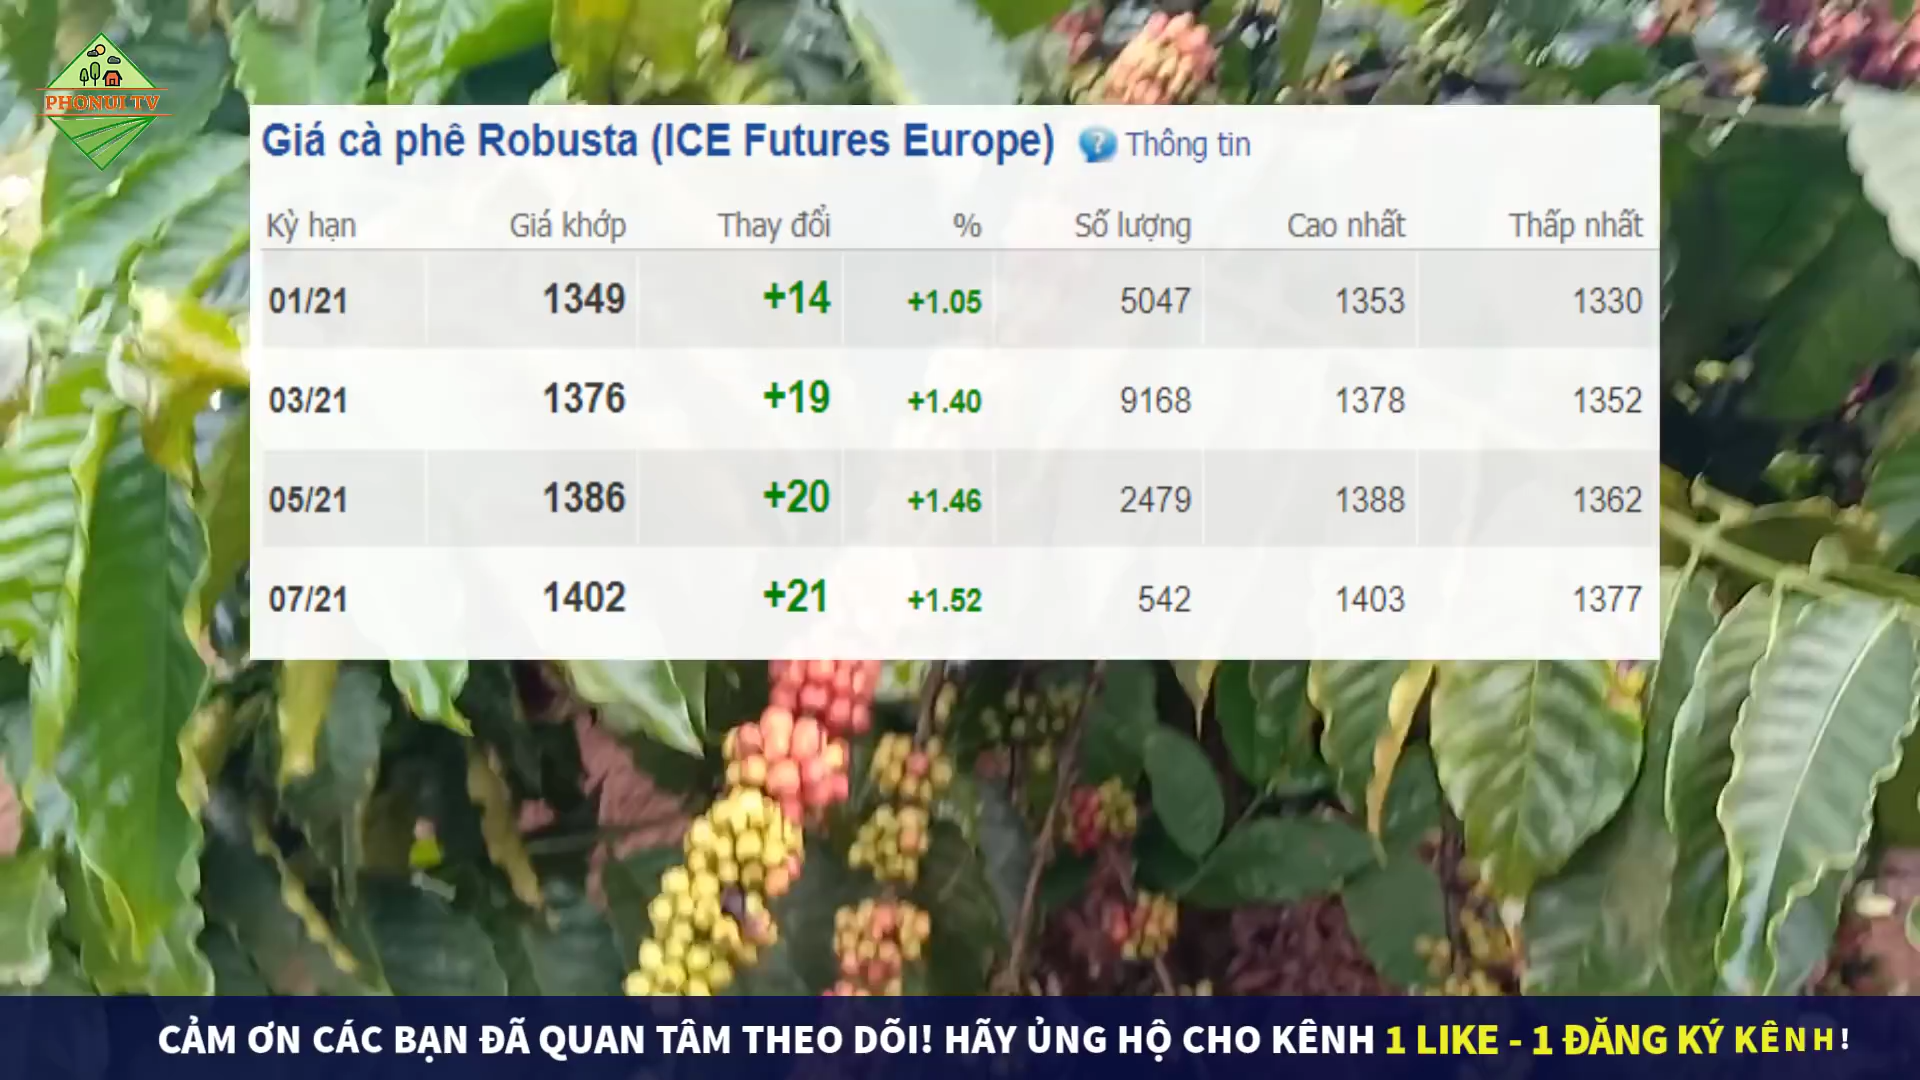 PHONUI TV
Giá cà phê Robusta (ICE Futures Europe) ? Thông tin
Kỳ hạn Giá khớp Thay đổi % Số lượng Cao nhất Thấp nhất
01/21 1349 +14 +1.05 5047 1353 1330
03/21 1376 +19 +1.40 9168 1378 1352
05/21 1386 +20 +1.46 2479 1388 1362
07/21 1402 +21 +1.52 542 1403 1377
CẢM ƠN CÁC BẠN ĐÃ QUAN TÂM THEO DÕI! HÃY ỦNG HỘ CHO KÊNH 1 LIKE - 1 ĐĂNG KÝ KÊNH!